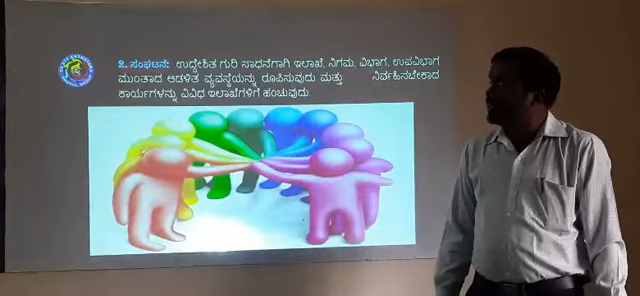 ೨. ಸಂಘಟನೆ: ಉದ್ದೇಶಿತ ಗುರಿ ಸಾಧನೆಗಾಗಿ ಇಲಾಖೆ, ನಿಗಮ, ವಿಭಾಗ, ಉಪವಿಭಾಗ
ಮುಂತಾದ ಆಡಳಿತ ವ್ಯವಸ್ಥೆಯನ್ನು ರೂಪಿಸುವುದು ಮತ್ತು ನಿರ್ವಹಿಸಬೇಕಾದ
ಕಾರ್ಯಗಳನ್ನು ವಿವಿಧ ಇಲಾಖೆಗಳಿಗೆ ಹಂಚುವುದು.